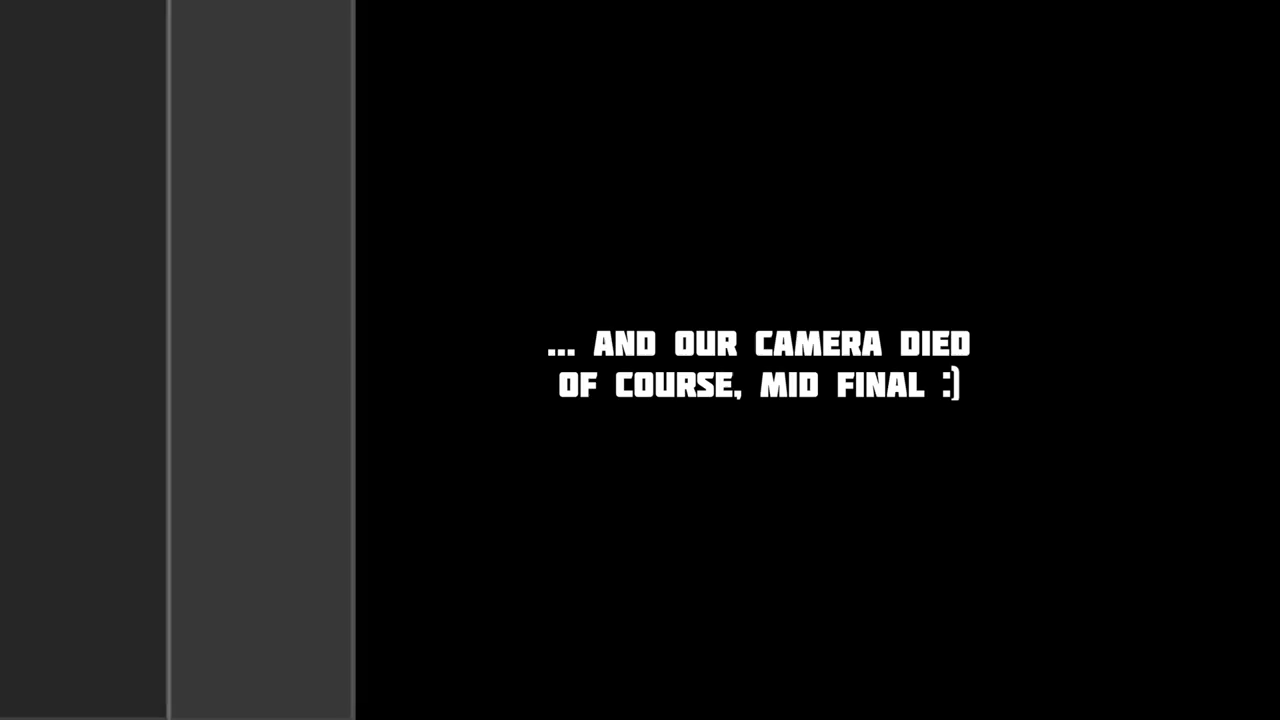 ... AND OUR CAMERA DIED
OF COURSE, MID FINAL :)